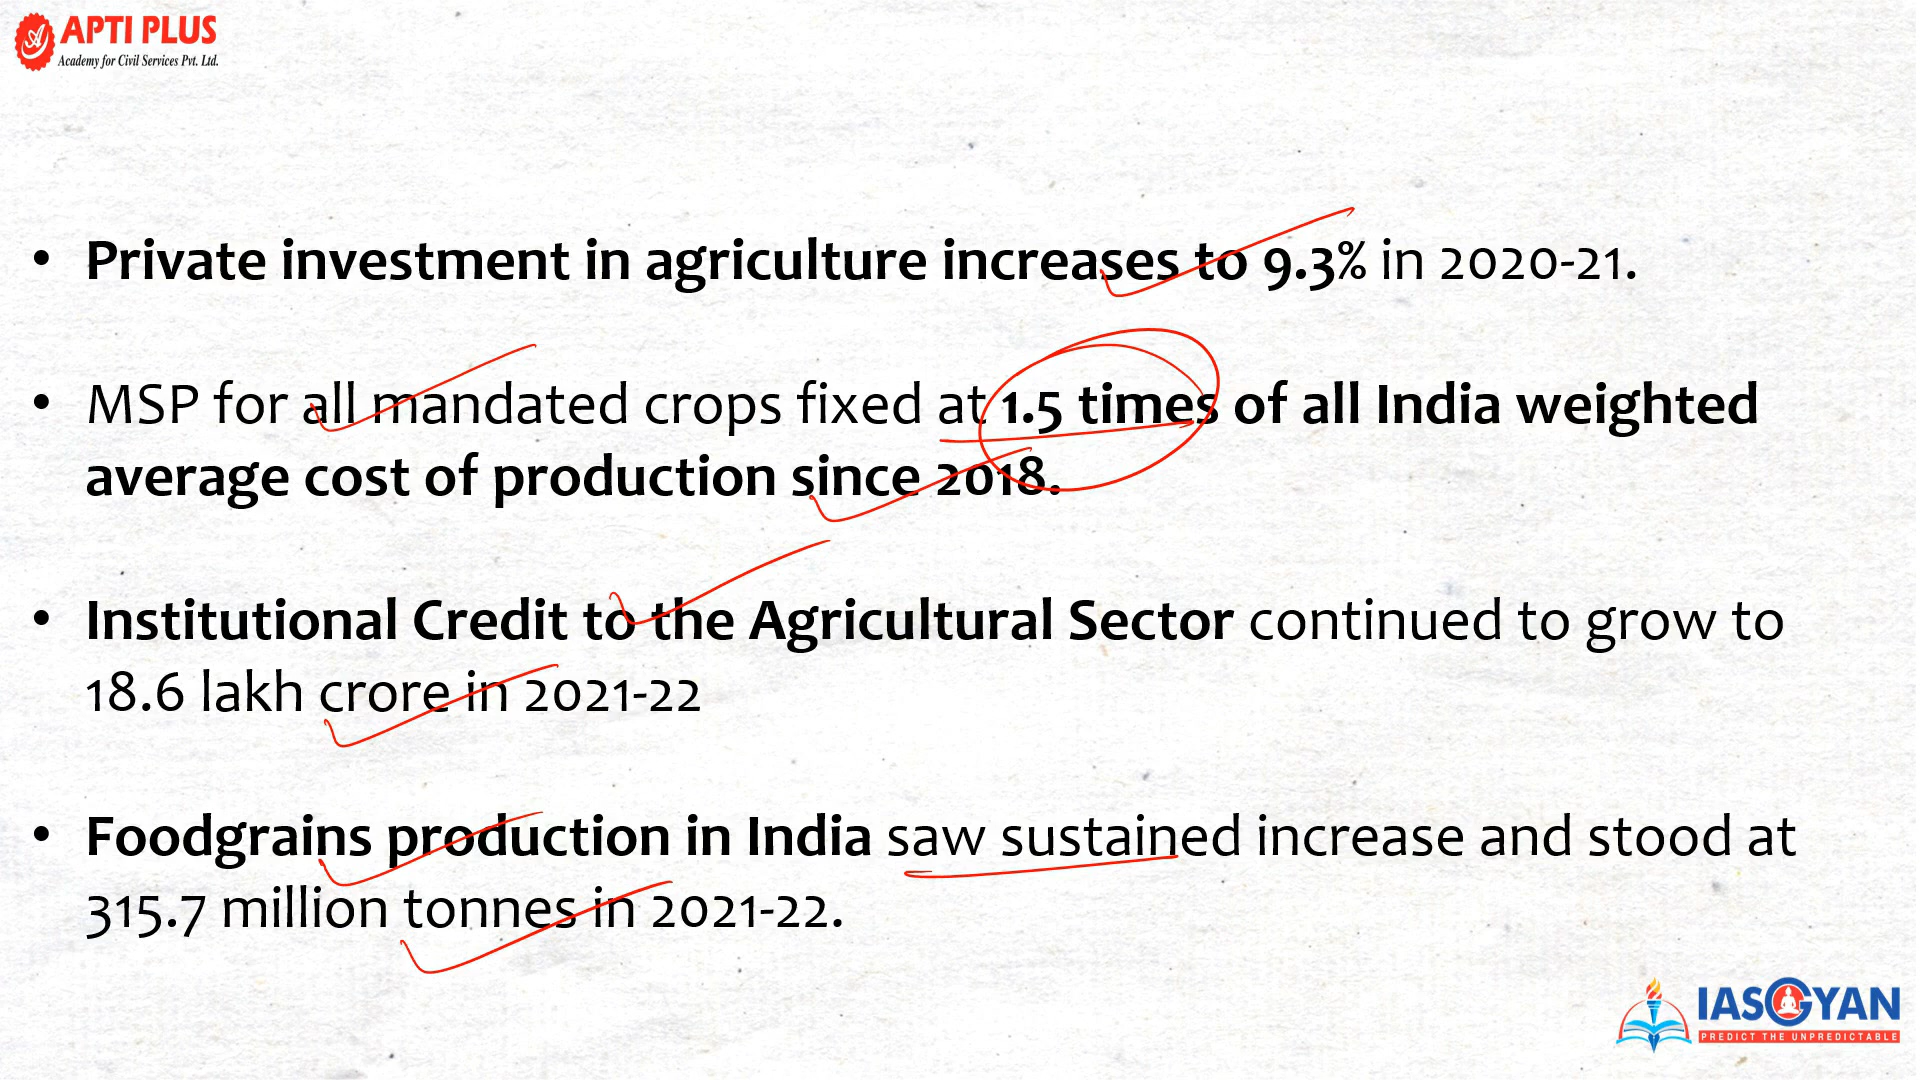 APTI PLUS
Academy for Civil Services Pvt. Ltd.
• Private investment in agriculture increases to 9.3% in 2020-21.
• MSP for all mandated crops fixed at 1.5 times of all India weighted
average cost of production since 2018.
• Institutional Credit to the Agricultural Sector continued to grow to
18.6 lakh crore in 2021-22
• Foodgrains production in India saw sustained increase and stood at
315.7 million tonnes in 2021-22.
IASGYAN
PREDICT THE UNPREDICTABLE